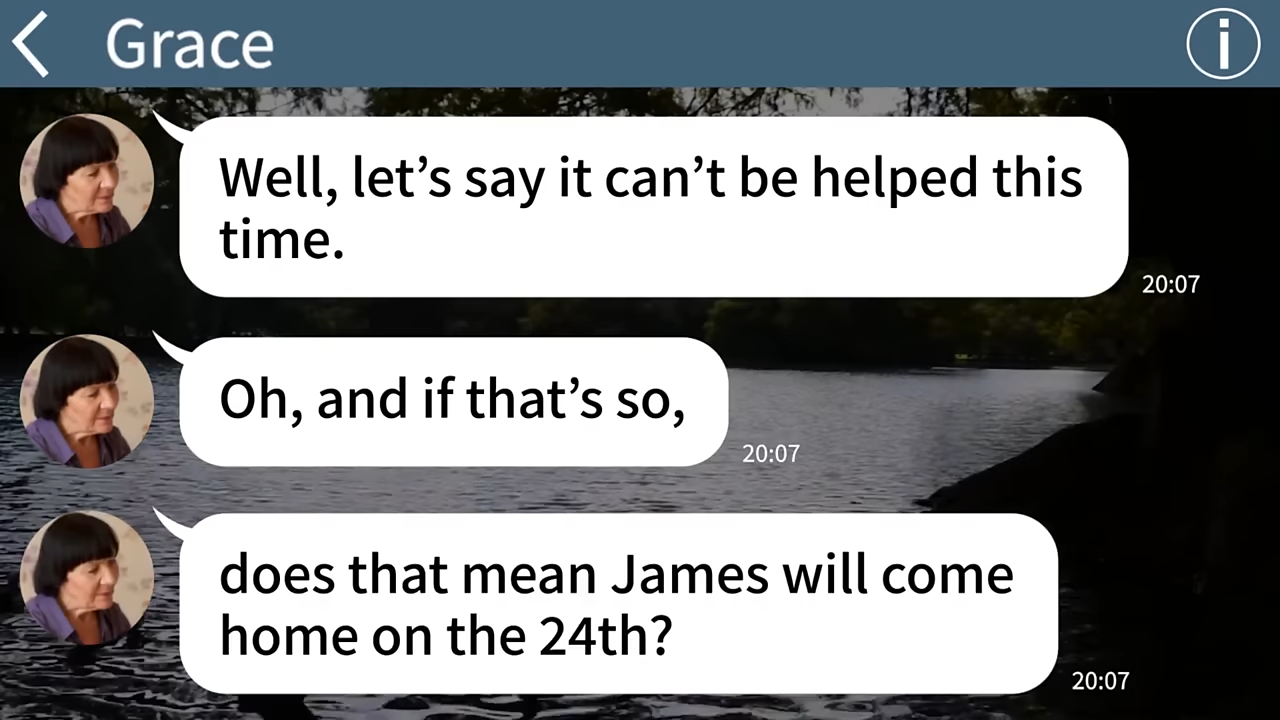 Grace
Well, let’s say it can’t be helped this
time.
20:07
Oh, and if that’s so,
20:07
does that mean James will come
home on the 24th?
20:07